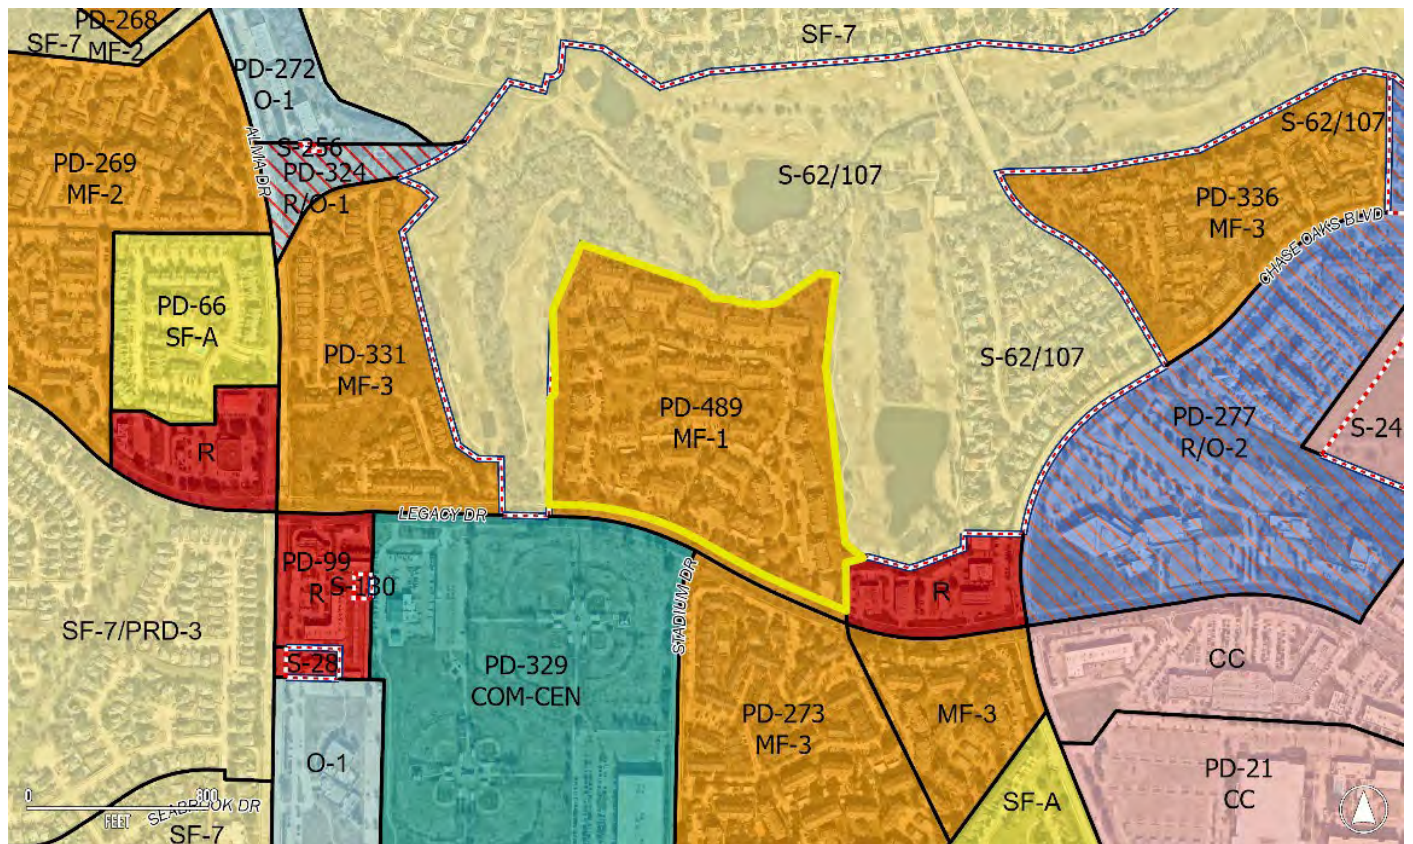 PD-268
MF-2
SF-7
SF-7
PD-272
O-1
S-256
PD-324
R/O-1
ALMA DR
PD-269
MF-2
S-62/107
S-62/107
PD-336
MF-3
CHASE OAKS BLVD
PD-66
SF-A
PD-331
MF-3
S-62/107
PD-489
MF-1
PD-277
R/O-2
S-24
R
LEGACY DR
PD-99
R
S-130
STADIUM DR
R
SF-7/PRD-3
S-28
PD-329
COM-CEN
CC
PD-273
MF-3
MF-3
O-1
PD-21
CC
0
800
FEET
SEABROOK DR
SF-7
SF-A